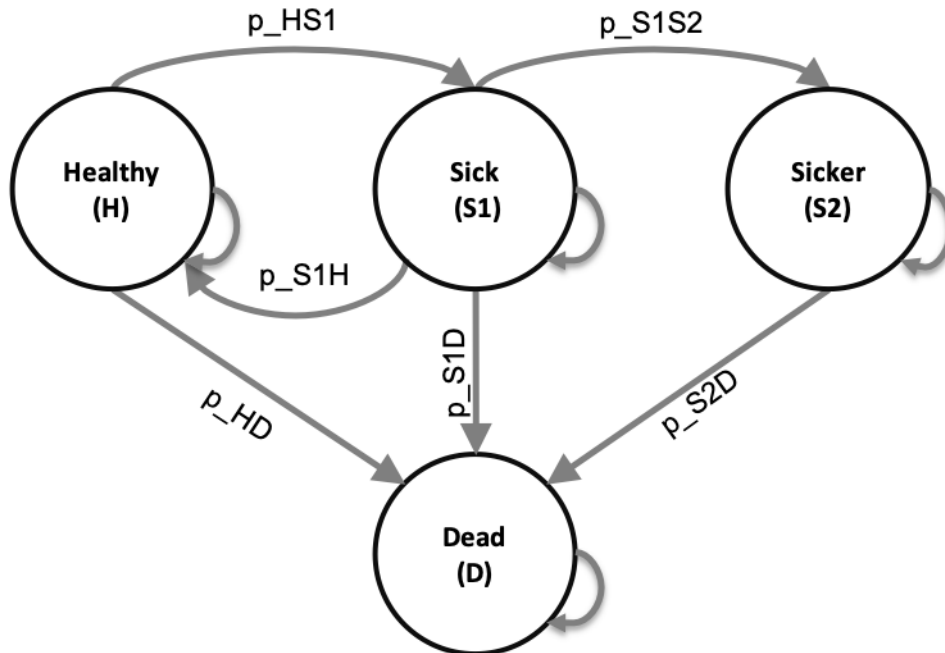 p_HS1
p_S1S2
Healthy
(H)
Sick
(S1)
Sicker
(S2)
p_S1H
p_HD
p_S1D
p_S2D
Dead
(D)